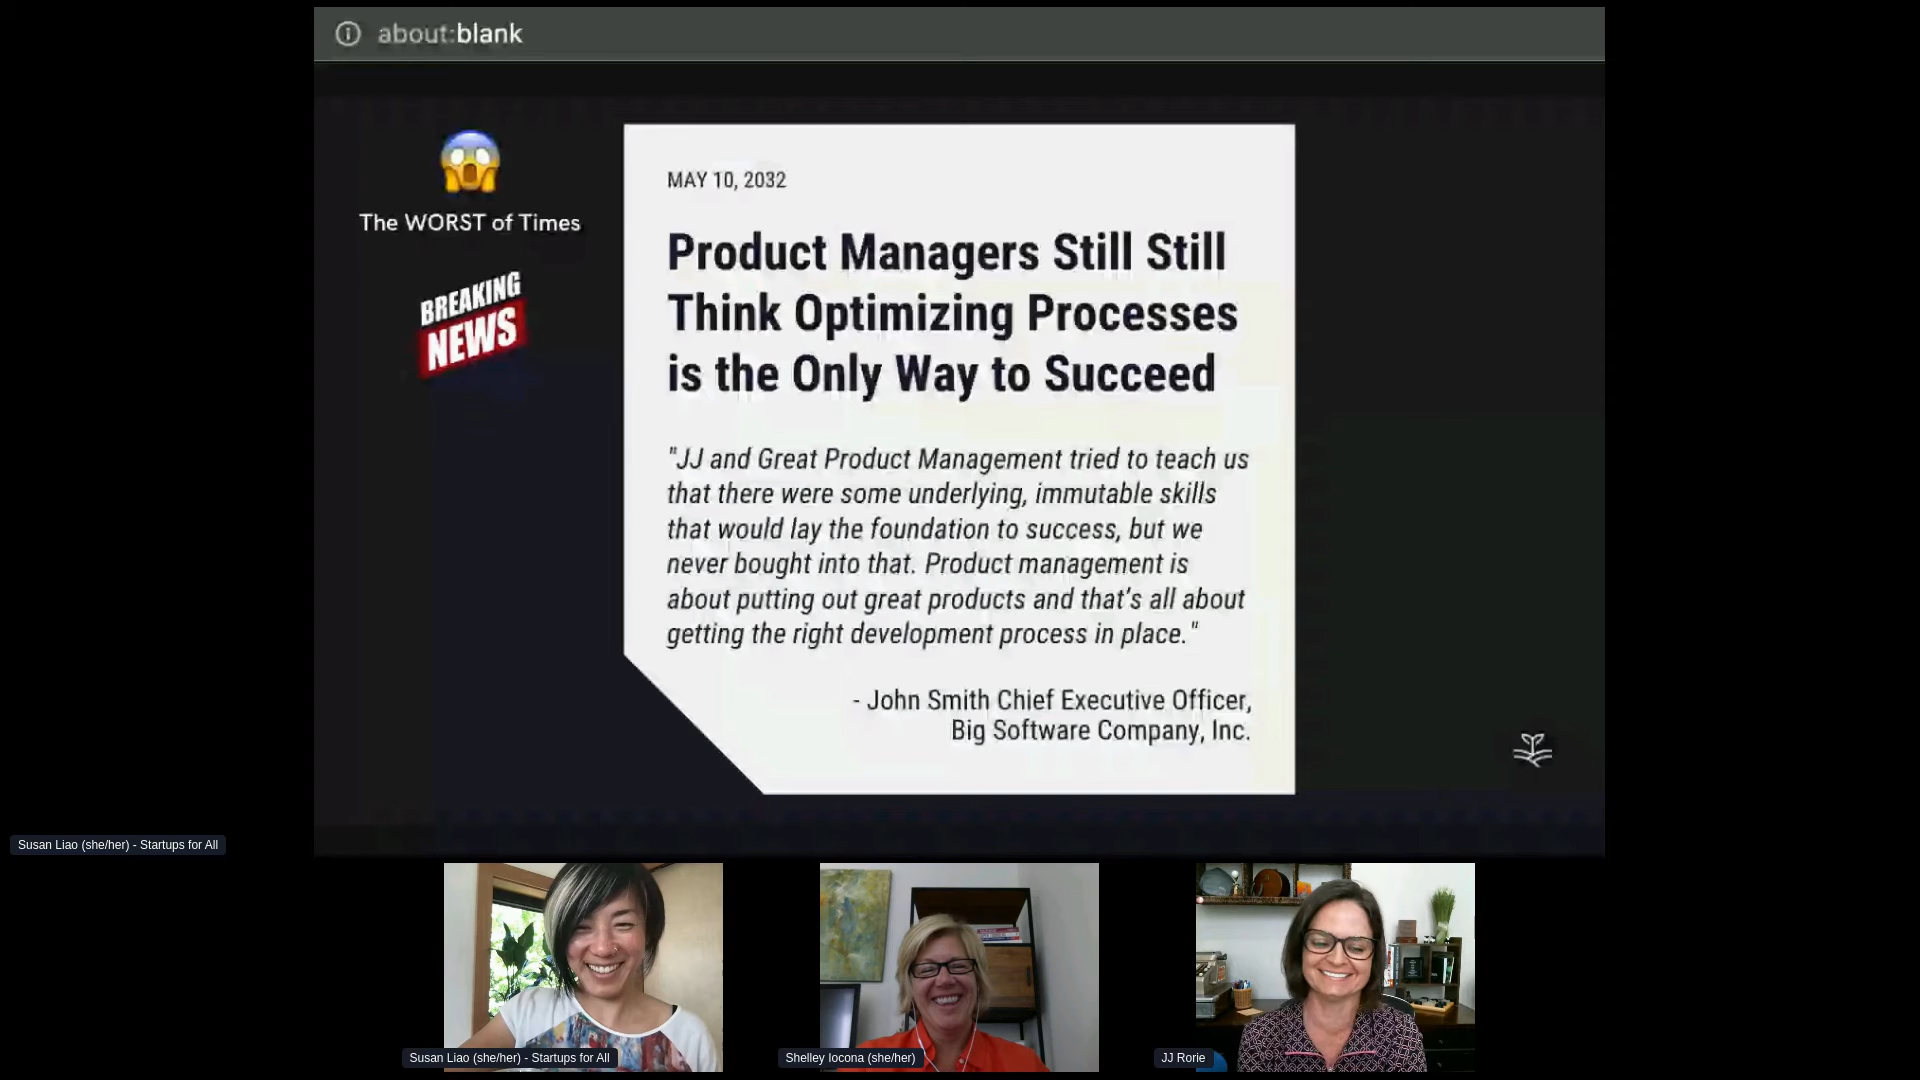 about:blank
The WORST of Times
BREAKING
NEWS
MAY 10, 2032
Product Managers Still Still
Think Optimizing Processes
is the Only Way to Succeed
"JJ and Great Product Management tried to teach us
that there were some underlying, immutable skills
that would lay the foundation to success, but we
never bought into that. Product management is
about putting out great products and that's all about
getting the right development process in place."
- John Smith Chief Executive Officer,
Big Software Company, Inc.
Susan Liao (she/her) - Startups for All
Susan Liao (she/her) - Startups for All
Shelley Iocona (she/her)
JJ Rorie